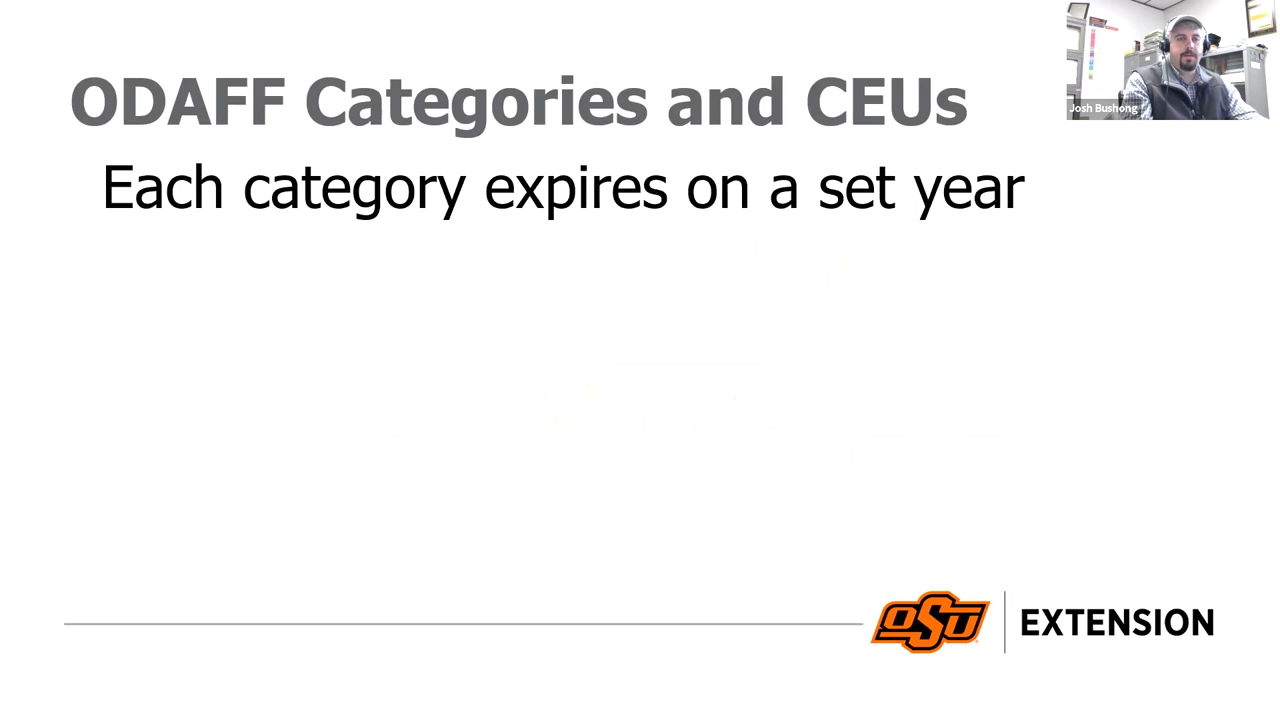 ODAFF Categories and CEUs
Josh Bushong
Each category expires on a set year
OSU
EXTENSION